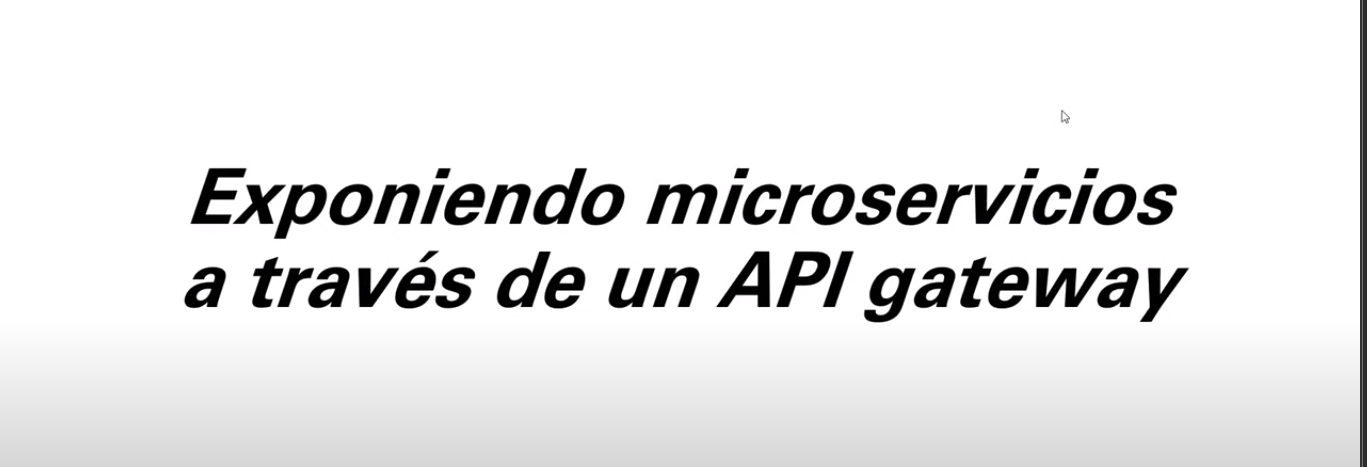 Exponiendo microservicios
a través de un API gateway